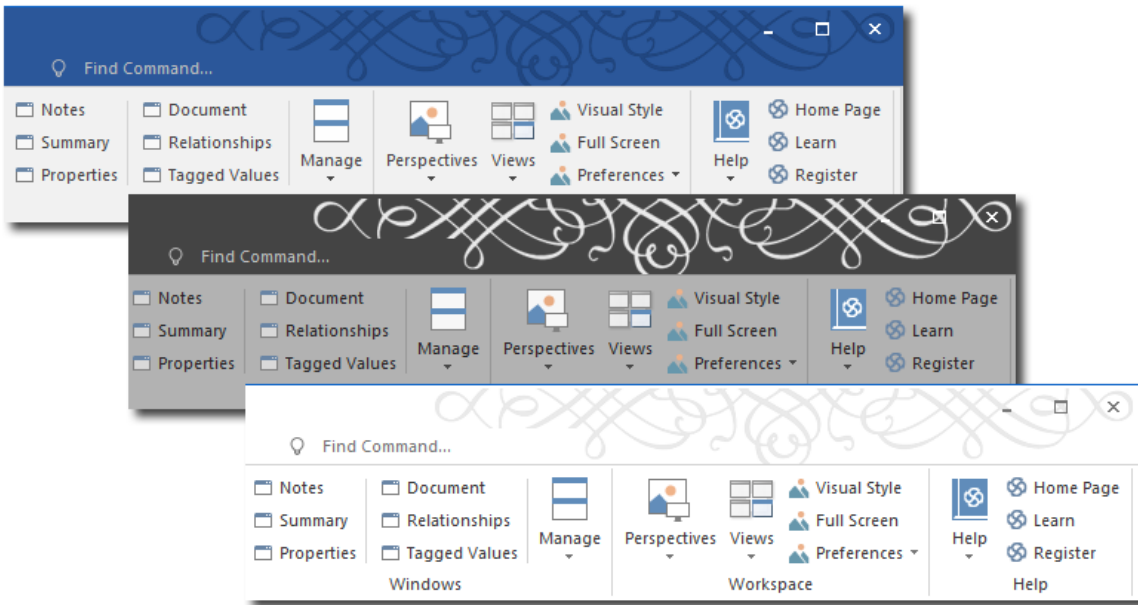 Find Command...
Notes Document Visual Style Home Page
Summary Relationships Full Screen Learn
Manage Perspectives Views Help
Properties Tagged Values Preferences Register
Find Command...
Notes Document Visual Style Home Page
Summary Relationships Full Screen Learn
Manage Perspectives Views Help
Properties Tagged Values Preferences Register
Find Command...
Notes Document Visual Style Home Page
Summary Relationships Full Screen Learn
Manage Perspectives Views Help
Properties Tagged Values Preferences Register
Windows Workspace Help